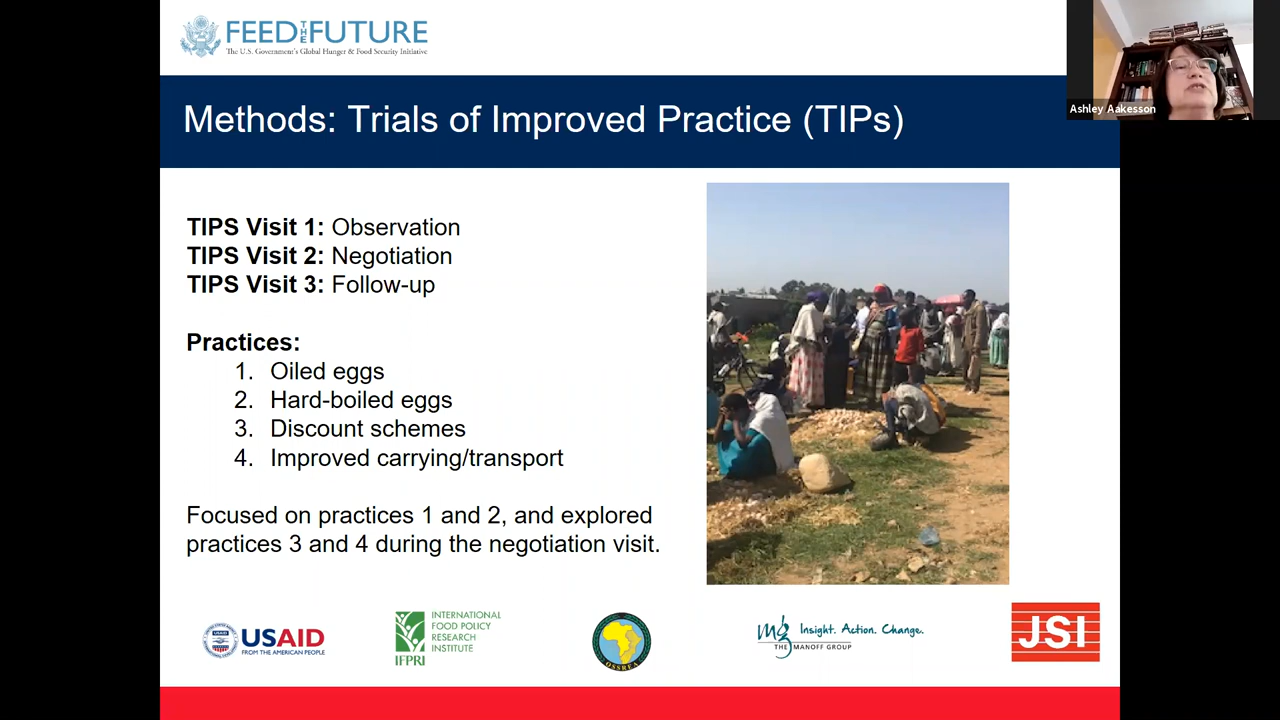 FEED THE FUTURE
The U.S. Government's Global Hunger & Food Security Initiative
Ashley Aakesson
Methods: Trials of Improved Practice (TIPs)
TIPS Visit 1: Observation
TIPS Visit 2: Negotiation
TIPS Visit 3: Follow-up
Practices:
1. Oiled eggs
2. Hard-boiled eggs
3. Discount schemes
4. Improved carrying/transport
Focused on practices 1 and 2, and explored
practices 3 and 4 during the negotiation visit.
USAID
FROM THE AMERICAN PEOPLE
IFPRI
INTERNATIONAL
FOOD POLICY
RESEARCH
INSTITUTE
OSSREA
mg Insight. Action. Change.
THE MANOFF GROUP
JSI